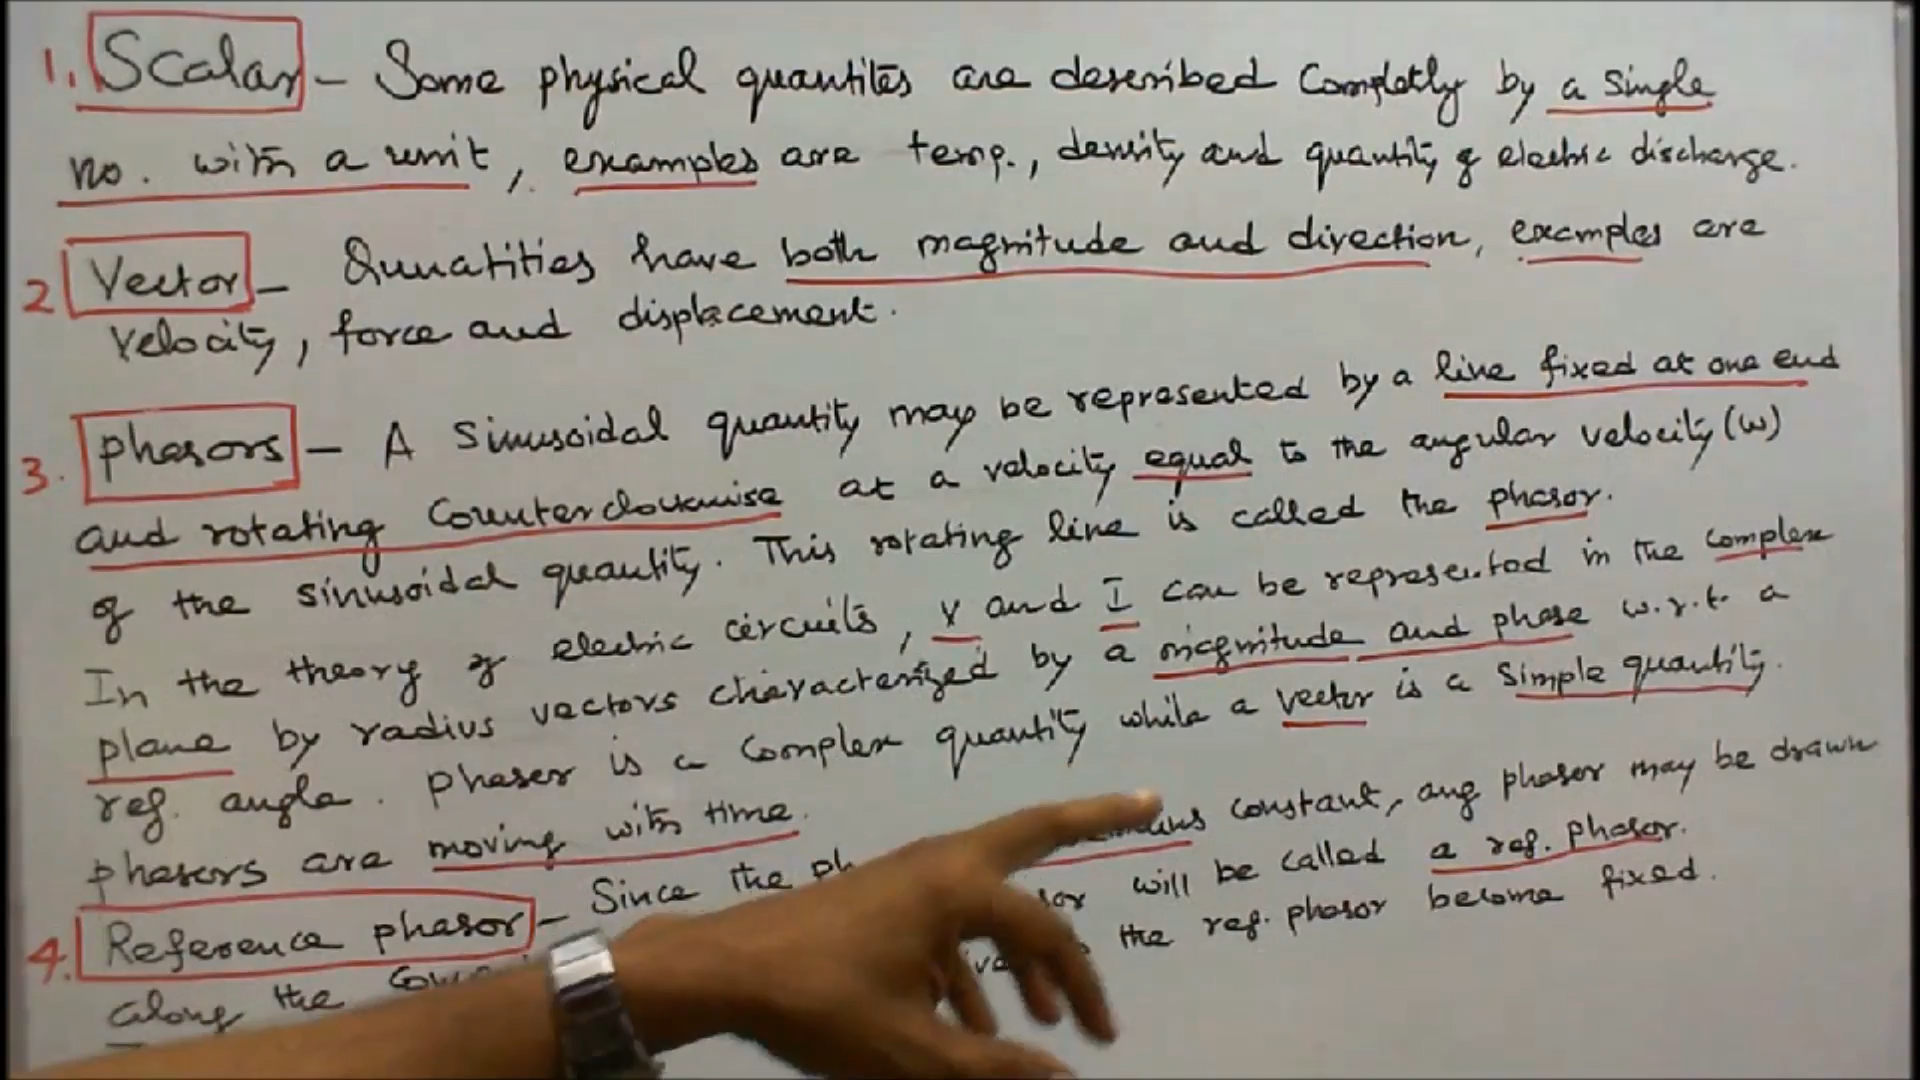 1. Scalar - Some physical quantites are described Completly by a single
no. with a unit, examples are temp., density and quantity of electric discharge.
2 Vector - Quuatities have both magnitude and direction, examples are
velocity, force and displacement.
3. phasors - A sinusoidal quantity may be represented by a line fixed at one end
and rotating Counterclockwise at a velocity equal to the angular velocity (ω)
of the sinusoidal quantity. This rotating line is called the phasor.
In the theory of electric circuits, V and I can be represented in the complex
plane by radius vectors characterized by a magnitude and phase w.r.t. a
ref. angle. phaser is a Complex quantity while a vector is a simple quantity.
phasers are moving with time.
4. Reference phasor - Since the ph constant, any phasor may be drawn
along the will be called a ref. phasor.
the ref. phasor become fixed.